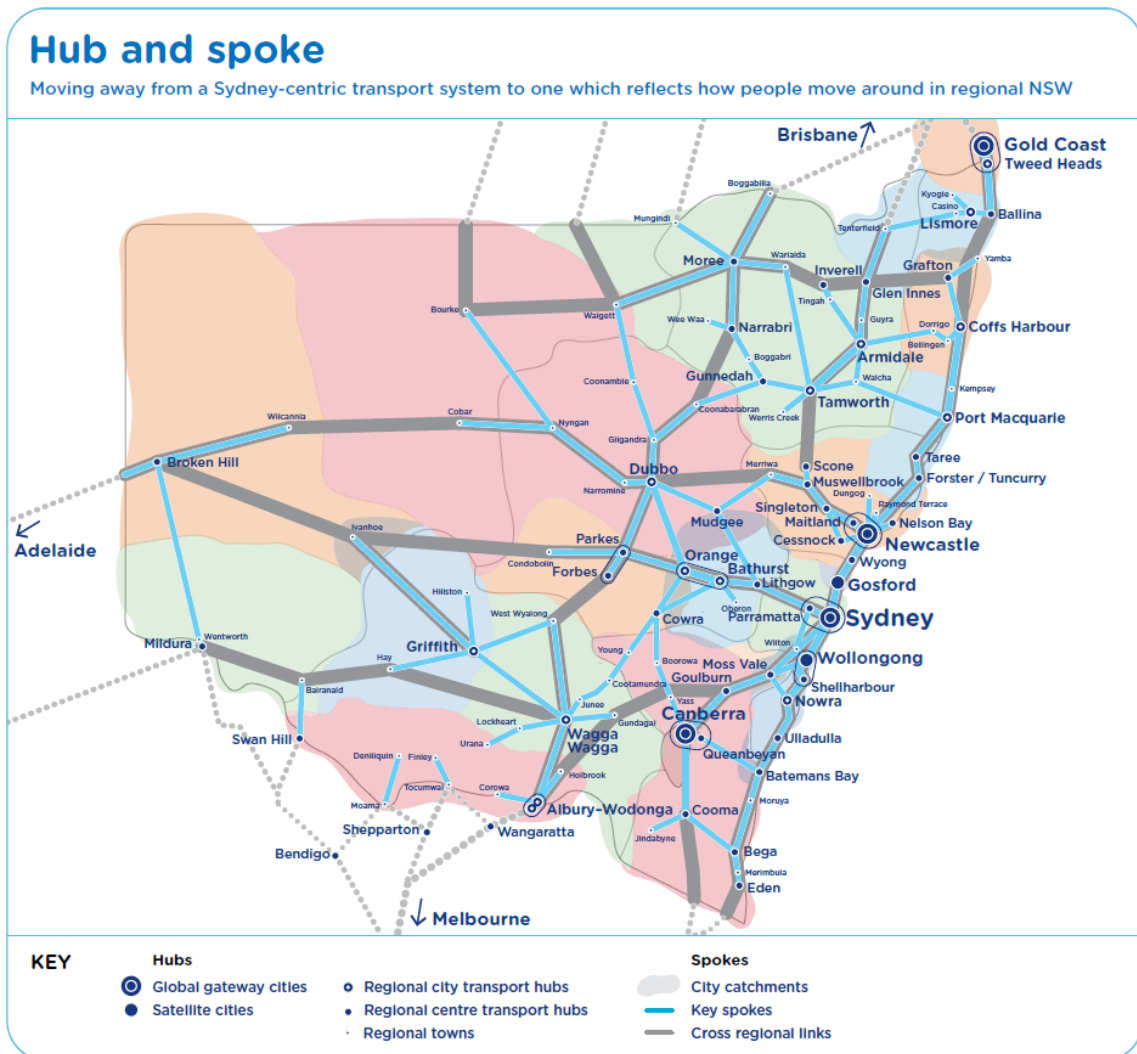 Hub and spoke
Moving away from a Sydney-centric transport system to one which reflects how people move around in regional NSW
Brisbane
Gold Coast
Tweed Heads
Boggabilla
Kyogle
Casino
Lismore
Ballina
Mungindi
Tenterfield
Moree
Warialda
Inverell
Grafton
Yamba
Glen Innes
Tingah
Bourke
Walgett
Wee Waa
Narrabri
Guyra
Dorrigo
Coffs Harbour
Bellingen
Armidale
Boggabri
Gunnedah
Coonamble
Walcha
Kempsey
Tamworth
Coonabarabran
Werris Creek
Port Macquarie
Wilcannia
Cobar
Nyngan
Gilgandra
Broken Hill
Dubbo
Merriwa
Scone
Taree
Muswellbrook
Forster / Tuncurry
Narromine
Dungog
Raymond Terrace
Singleton
Maitland
Nelson Bay
Mudgee
Cessnock
Newcastle
Adelaide
Ivanhoe
Parkes
Orange
Wyong
Condobolin
Bathurst
Forbes
Lithgow
Gosford
Hillston
Oberon
Parramatta
Sydney
West Wyalong
Cowra
Wilton
Mildura
Wentworth
Griffith
Young
Boorowa
Moss Vale
Wollongong
Hay
Goulburn
Balranald
Cootamundra
Shellharbour
Junee
Yass
Nowra
Lockheart
Gundagai
Canberra
Wagga
Wagga
Swan Hill
Urana
Queanbeyan
Ulladulla
Deniliquin
Finley
Holbrook
Batemans Bay
Tocumwal
Corowa
Moama
Albury-Wodonga
Cooma
Moruya
Shepparton
Wangaratta
Jindabyne
Bendigo
Bega
Merimbula
Eden
Melbourne
KEY
Hubs
Global gateway cities
Satellite cities
Regional city transport hubs
Regional centre transport hubs
Regional towns
Spokes
City catchments
Key spokes
Cross regional links